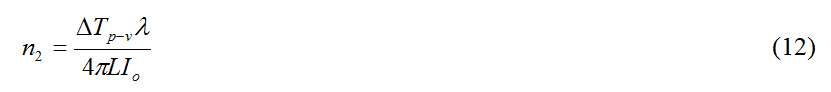 n₂ = ΔT_{p−v}λ / 4πLI_o (12)